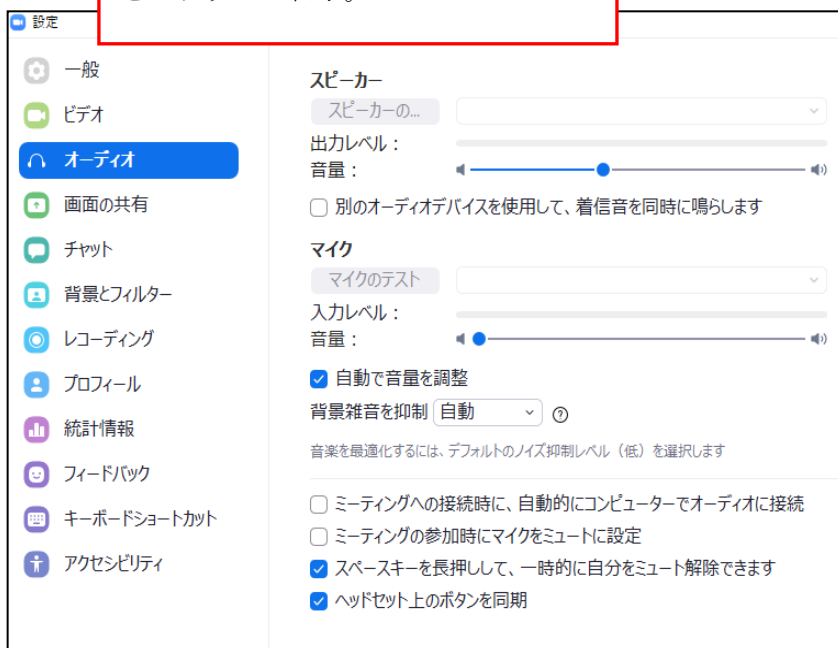 設定
一般
ビデオ
オーディオ
画面の共有
チャット
背景とフィルター
レコーディング
プロフィール
統計情報
フィードバック
キーボードショートカット
アクセシビリティ
スピーカー
スピーカーの...
出力レベル：
音量：
別のオーディオデバイスを使用して、着信音を同時に鳴らします
マイク
マイクのテスト
入力レベル：
音量：
自動で音量を調整
背景雑音を抑制 自動
音楽を最適化するには、デフォルトのノイズ抑制レベル（低）を選択します
ミーティングへの接続時に、自動的にコンピューターでオーディオに接続
ミーティングの参加時にマイクをミュートに設定
スペースキーを長押しして、一時的に自分をミュート解除できます
ヘッドセット上のボタンを同期